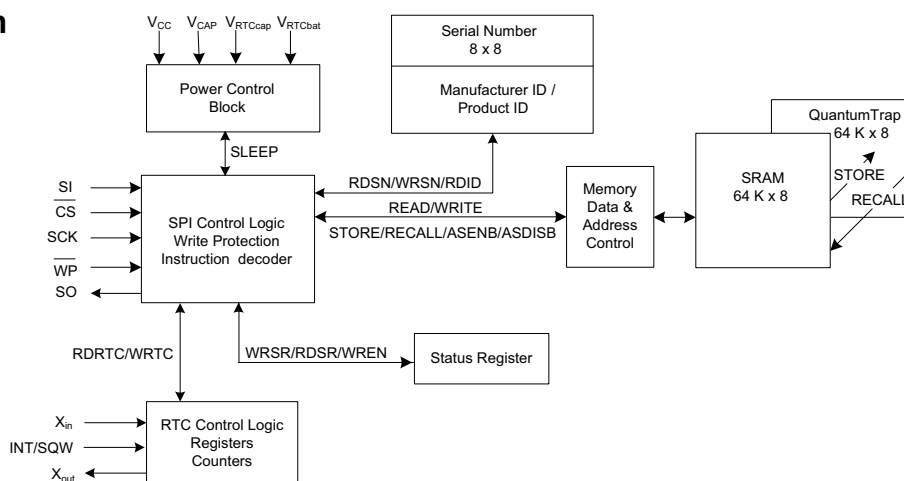 n
VCC VCAP VRTCcap VRTCbat
Serial Number
8 x 8
Manufacturer ID /
Product ID
Power Control
Block
QuantumTrap
64 K x 8
SLEEP
RDSN/WRSN/RDID
SI
CS
SCK
WP
SO
SPI Control Logic
Write Protection
Instruction decoder
READ/WRITE
STORE/RECALL/ASENB/ASDISB
Memory
Data &
Address
Control
SRAM
64 K x 8
STORE
RECALL
RDRTC/WRTC
WRSR/RDSR/WREN
Status Register
Xin
INT/SQW
Xout
RTC Control Logic
Registers
Counters